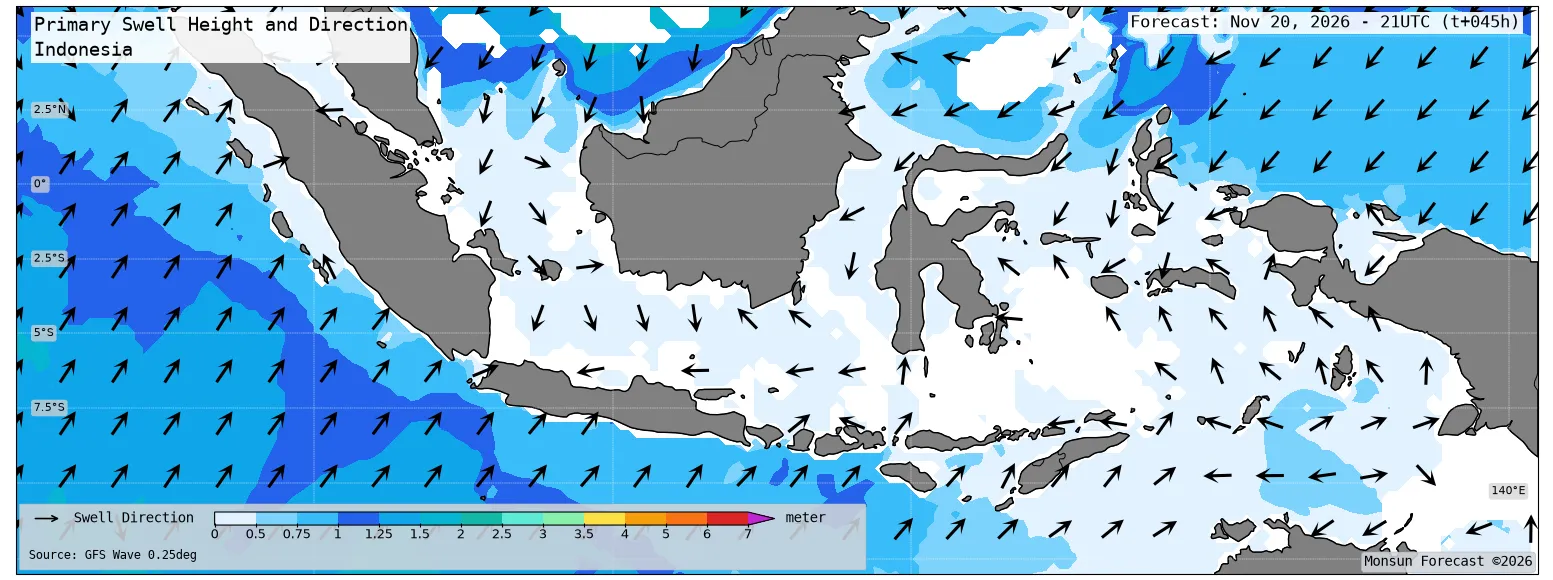 Primary Swell Height and Direction
Indonesia
Forecast: Nov 20, 2026 - 21UTC (t+045h)
2.5°N
0°
2.5°S
5°S
7.5°S
140°E
Swell Direction
meter
0 0.5 0.75 1 1.25 1.5 2 2.5 3 3.5 4 5 6 7
Source: GFS Wave 0.25deg
Monsun Forecast ©2026